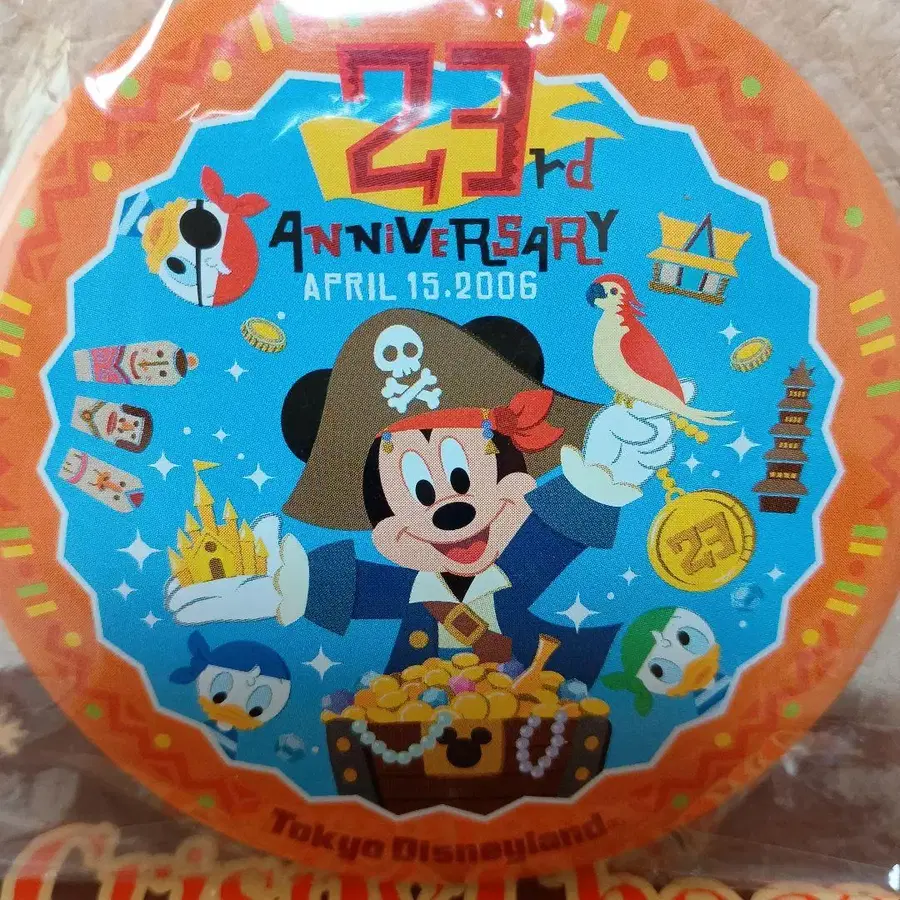 23rd
ANNiVERSARY
APRIL 15.2006
23
Tokyo Disneyland